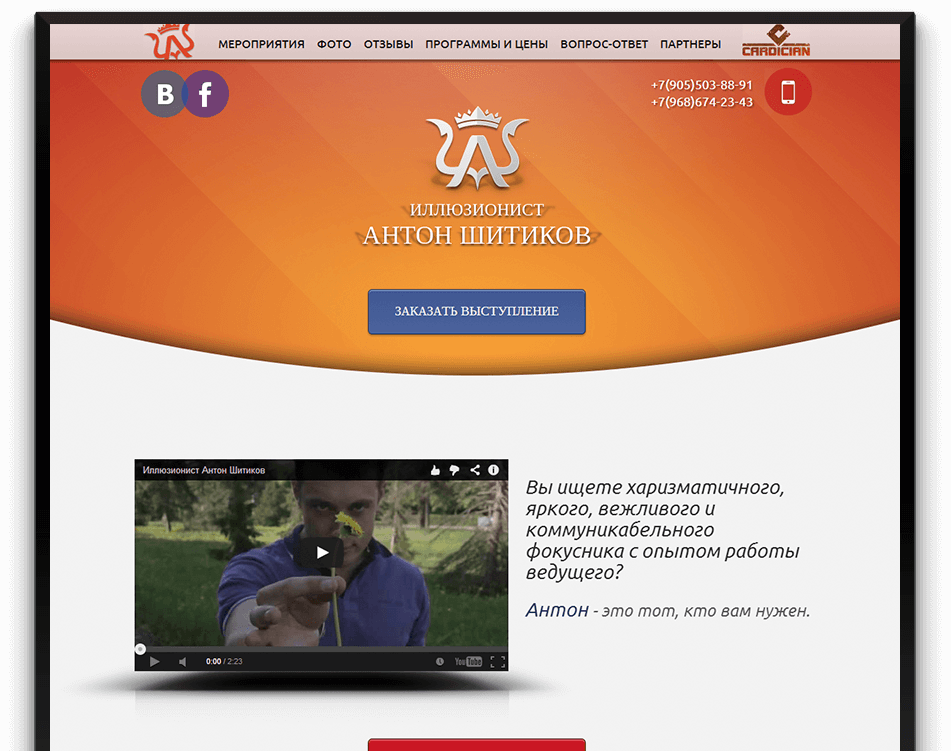 МЕРОПРИЯТИЯ ФОТО ОТЗЫВЫ ПРОГРАММЫ И ЦЕНЫ ВОПРОС-ОТВЕТ ПАРТНЕРЫ
CARDICIAN
B f
+7(905)503-88-91
+7(968)674-23-43
ИЛЛЮЗИОНИСТ
АНТОН ШИТИКОВ
ЗАКАЗАТЬ ВЫСТУПЛЕНИЕ
Иллюзионист Антон Шитиков
0:00 / 2:23
YouTube
Вы ищете харизматичного,
яркого, вежливого и
коммуникабельного
фокусника с опытом работы
ведущего?
Антон - это тот, кто вам нужен.